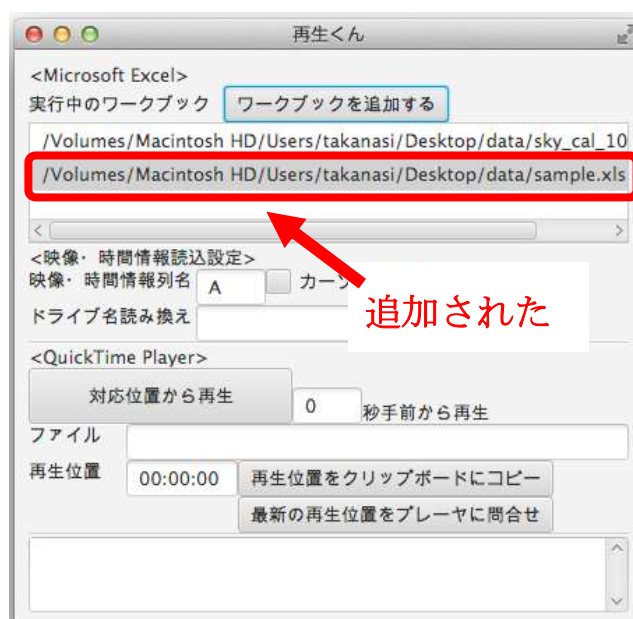 再生くん
<Microsoft Excel>
実行中のワークブック ワークブックを追加する
/Volumes/Macintosh HD/Users/takanasi/Desktop/data/sky_cal_10
/Volumes/Macintosh HD/Users/takanasi/Desktop/data/sample.xls
<映像・時間情報読込設定>
映像・時間情報列名 A カーソ
追加された
ドライブ名読み換え
<QuickTime Player>
対応位置から再生 0 秒手前から再生
ファイル
再生位置 00:00:00 再生位置をクリップボードにコピー
最新の再生位置をプレーヤに問合せ